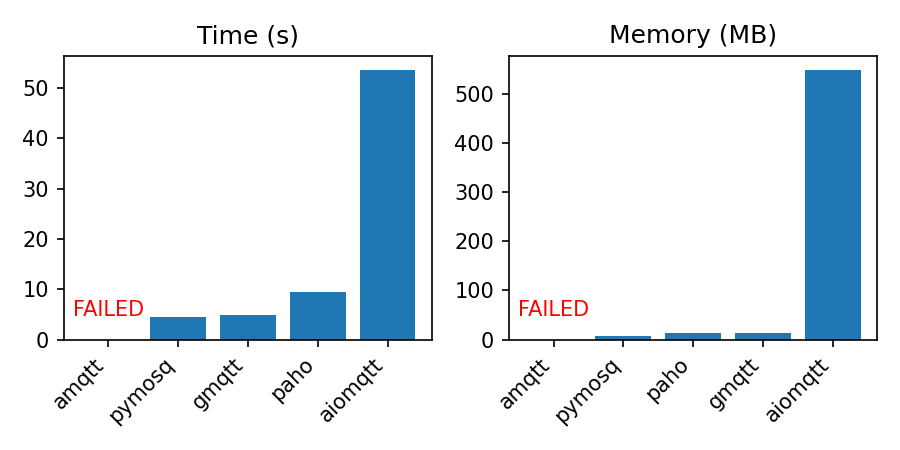 Time (s)
50
40
30
20
10
0
FAILED
amqtt
pymosq
gmqtt
paho
aiomqtt
Memory (MB)
500
400
300
200
100
0
FAILED
amqtt
pymosq
paho
gmqtt
aiomqtt